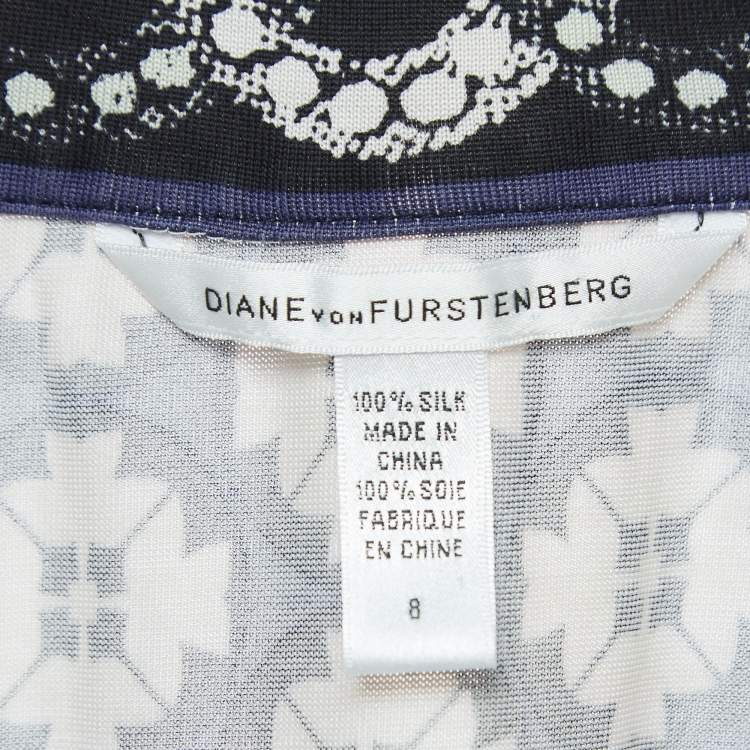 DIANE VON FURSTENBERG
100% SILK
MADE IN
CHINA
100% SOIE
FABRIQUE
EN CHINE
8